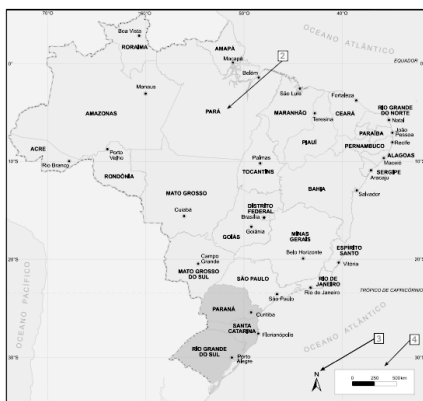 70°O
60°O
50°O
40°O
OCEANO ATLÂNTICO
Boa Vista
RORAIMA
AMAPÁ
2
Macapá
EQUADOR
0°
Belém
São Luís
Fortaleza
Manaus
RIO GRANDE
DO NORTE
Natal
AMAZONAS
PARÁ
MARANHÃO
Teresina
CEARÁ
PARAÍBA
João
Pessoa
PIAUÍ
PERNAMBUCO
Recife
ACRE
Porto
Velho
Palmas
ALAGOAS
Maceió
10°S
Rio Branco
RONDÔNIA
TOCANTINS
SERGIPE
Aracaju
MATO GROSSO
BAHIA
Salvador
DISTRITO
FEDERAL
Cuiabá
Brasília
Goiânia
GOIÁS
MINAS
GERAIS
ESPÍRITO
SANTO
Campo
Grande
Belo Horizonte
Vitória
20°S
MATO GROSSO
DO SUL
SÃO PAULO
RIO DE
JANEIRO
TRÓPICO DE CAPRICÓRNIO
São Paulo
Rio de Janeiro
OCEANO PACÍFICO
PARANÁ
Curitiba
OCEANO ATLÂNTICO
SANTA
CATARINA
Florianópolis
3
4
RIO GRANDE
DO SUL
30°S
Porto
Alegre
N
0 250 500 km